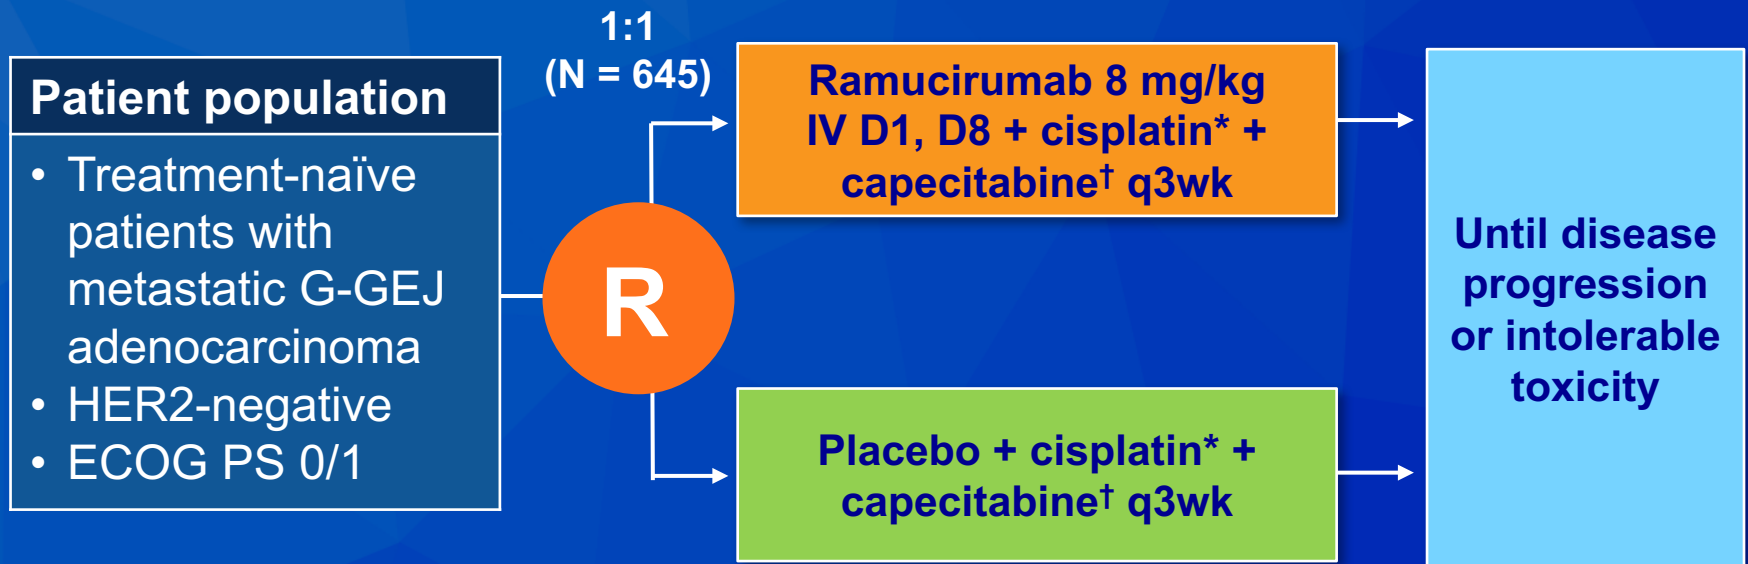 1:1
(N = 645)
Patient population
• Treatment-naïve
patients with
metastatic G-GEJ
adenocarcinoma
• HER2-negative
• ECOG PS 0/1
R
Ramucirumab 8 mg/kg
IV D1, D8 + cisplatin* +
capecitabine† q3wk
Placebo + cisplatin* +
capecitabine† q3wk
Until disease
progression
or intolerable
toxicity